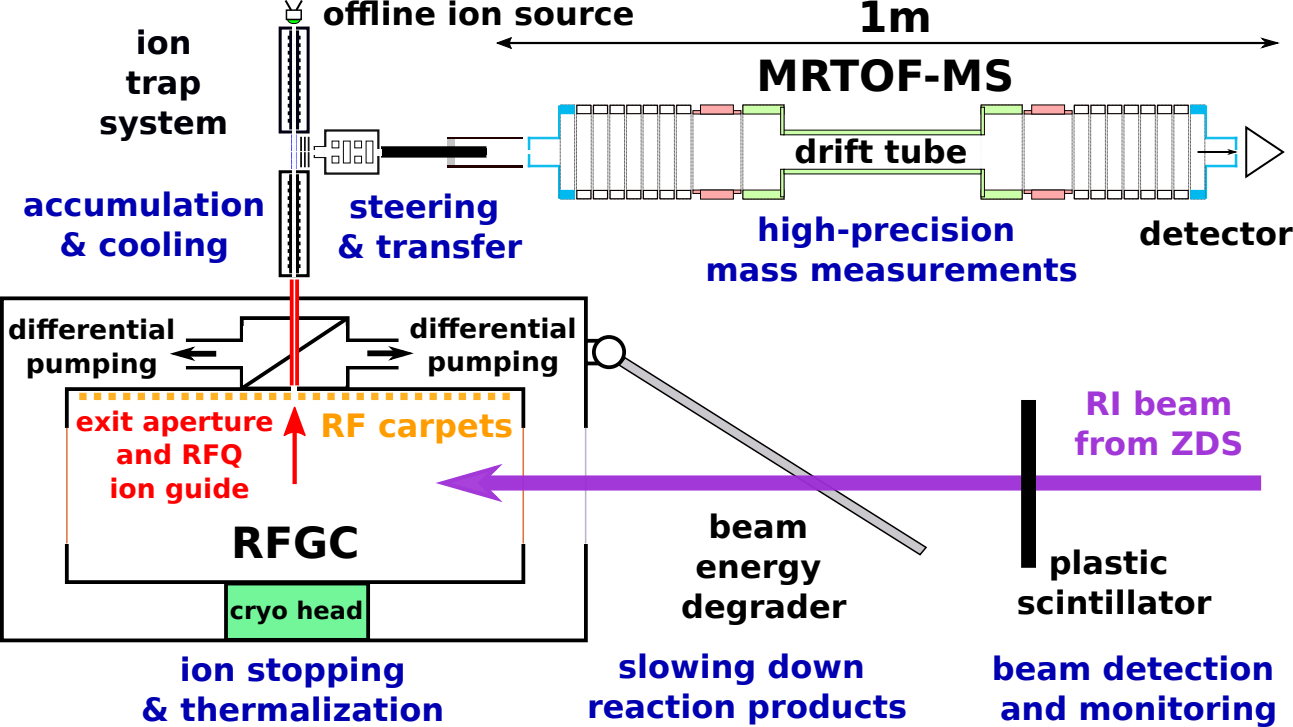 offline ion source
1m
ion
trap
system
MRTOF-MS
drift tube
accumulation
& cooling
steering
& transfer
high-precision
mass measurements
detector
differential
pumping
differential
pumping
exit aperture
and RFQ
ion guide
RF carpets
RI beam
from ZDS
RFGC
cryo head
beam
energy
degrader
plastic
scintillator
ion stopping
& thermalization
slowing down
reaction products
beam detection
and monitoring